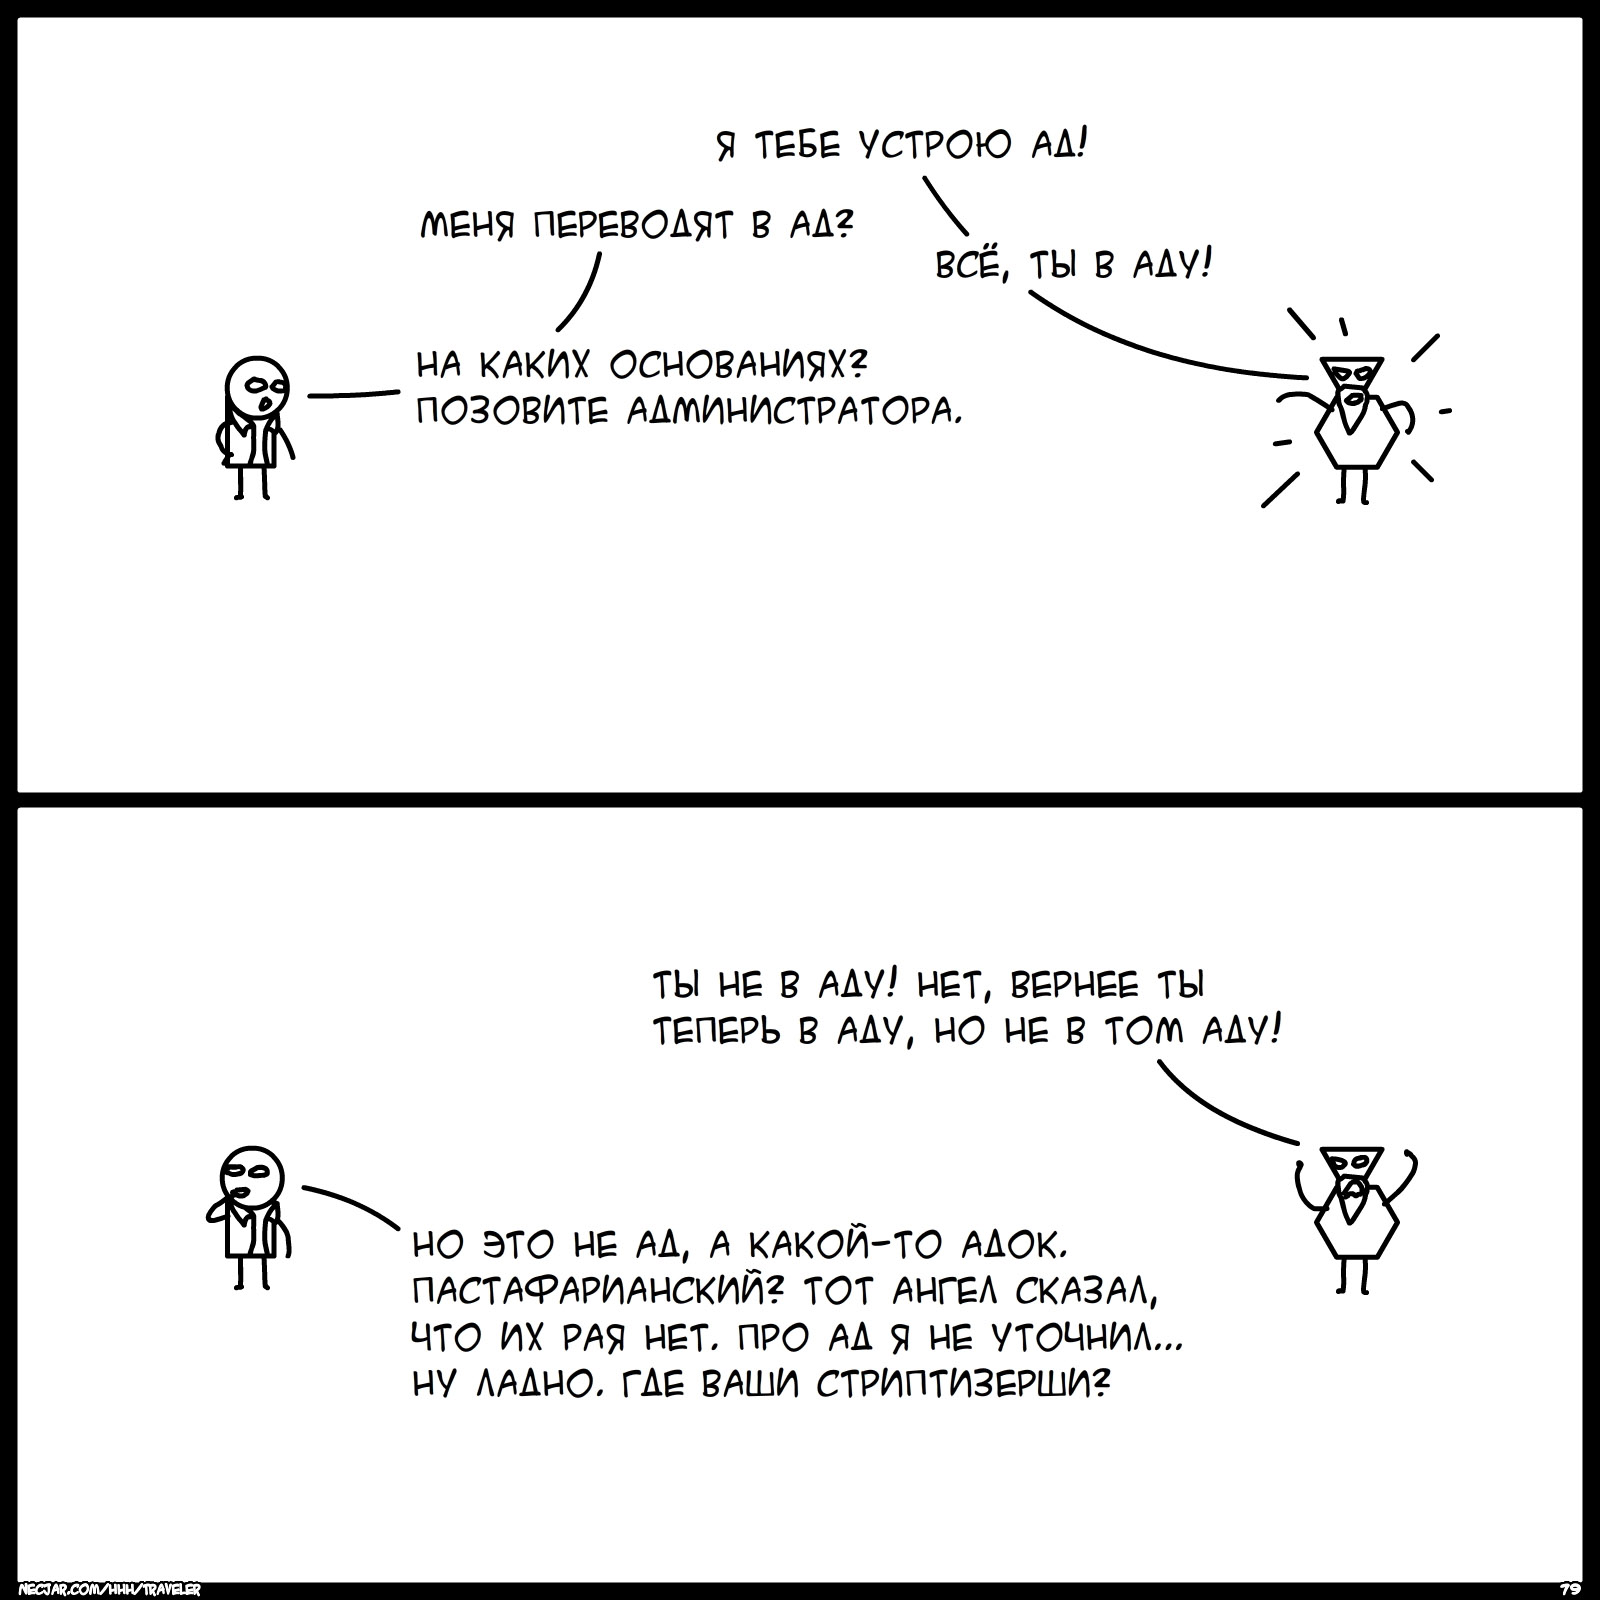 Я ТЕБЕ УСТРОЮ АД!
МЕНЯ ПЕРЕВОДЯТ В АД?
ВСЁ, ТЫ В АДУ!
НА КАКИХ ОСНОВАНИЯХ?
ПОЗОВИТЕ АДМИНИСТРАТОРА.
ТЫ НЕ В АДУ! НЕТ, ВЕРНЕЕ ТЫ
ТЕПЕРЬ В АДУ, НО НЕ В ТОМ АДУ!
НО ЭТО НЕ АД, А КАКОЙ-ТО АДОК.
ПАСТАФАРИАНСКИЙ? ТОТ АНГЕЛ СКАЗАЛ,
ЧТО ИХ РАЯ НЕТ. ПРО АД Я НЕ УТОЧНИЛ...
НУ ЛАДНО. ГДЕ ВАШИ СТРИПТИЗЕРШИ?
NECJAR.COM/HHH/TRAVELER
79